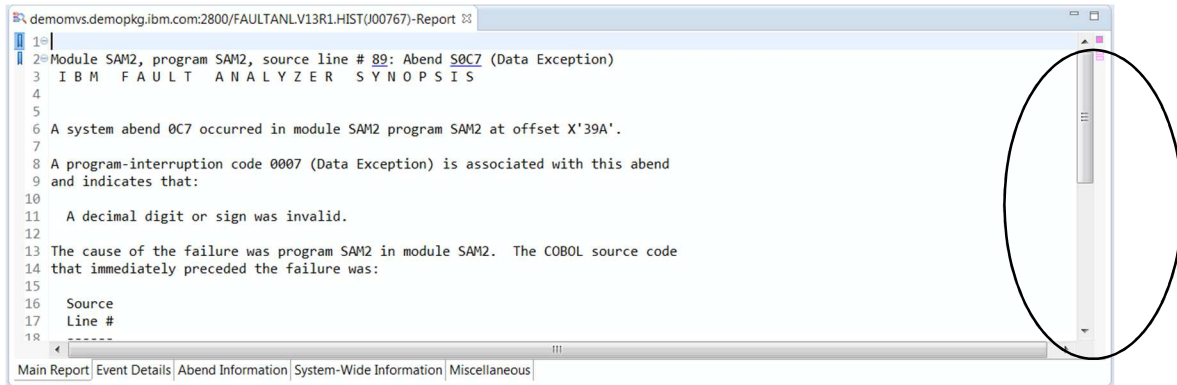 demomvs.demopkg.ibm.com:2800/FAULTANL.V13R1.HIST(J00767)-Report
1
2 Module SAM2, program SAM2, source line # 89: Abend S0C7 (Data Exception)
3 I B M   F A U L T   A N A L Y Z E R   S Y N O P S I S
4
5
6 A system abend 0C7 occurred in module SAM2 program SAM2 at offset X'39A'.
7
8 A program-interruption code 0007 (Data Exception) is associated with this abend
9 and indicates that:
10
11 A decimal digit or sign was invalid.
12
13 The cause of the failure was program SAM2 in module SAM2.  The COBOL source code
14 that immediately preceded the failure was:
15
16 Source
17 Line #
18 ------
Main Report Event Details Abend Information System-Wide Information Miscellaneous